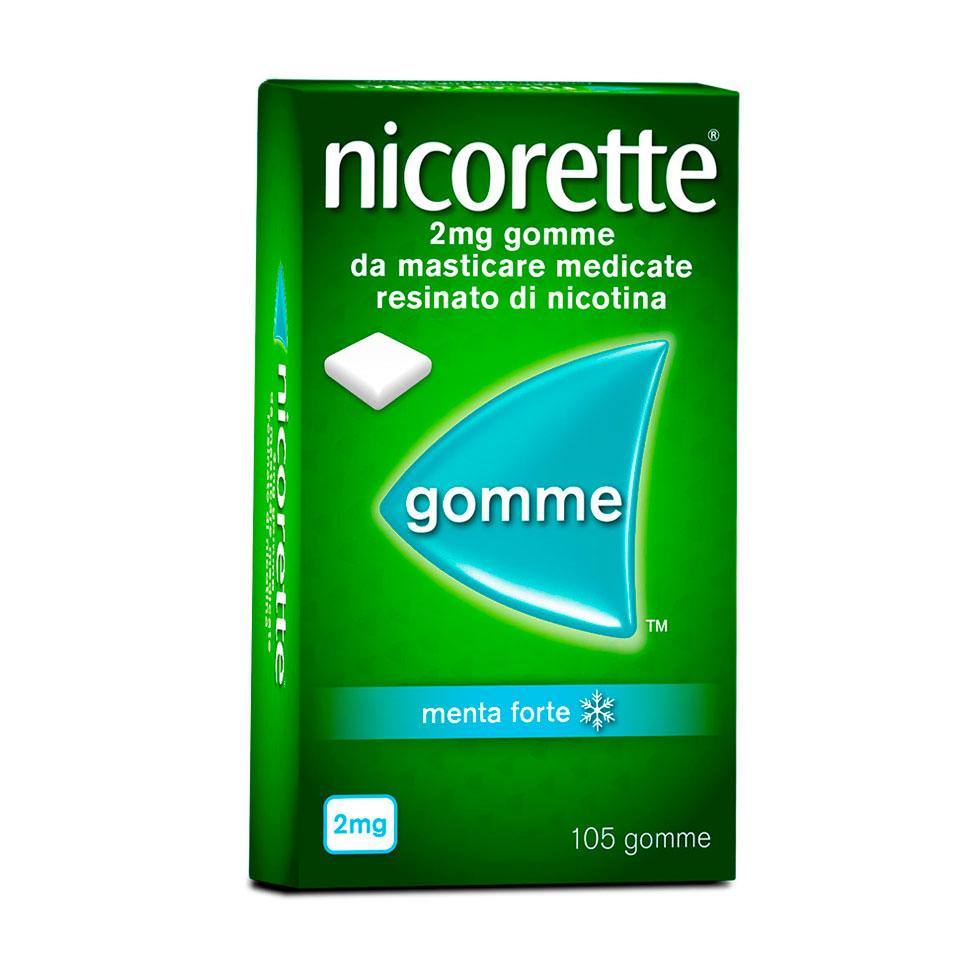 nicorette®
2mg gomme
da masticare medicate
resinato di nicotina
gomme
TM
menta forte
2mg
105 gomme
nicorette